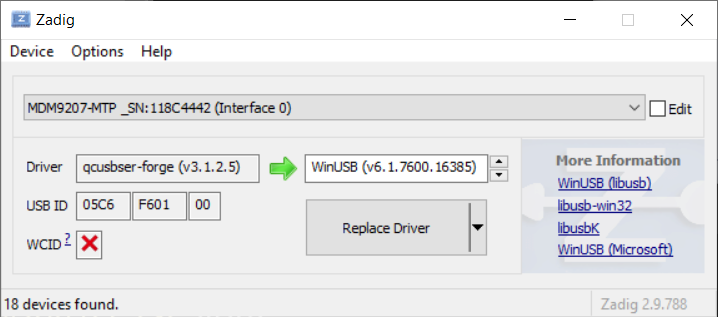 Zadig
Device Options Help
MDM9207-MTP _SN:118C4442 (Interface 0) Edit
Driver qcusbser-forge (v3.1.2.5) WinUSB (v6.1.7600.16385)
USB ID 05C6 F601 00
WCID ?
Replace Driver
More Information
WinUSB (libusb)
libusb-win32
libusbK
WinUSB (Microsoft)
18 devices found. Zadig 2.9.788